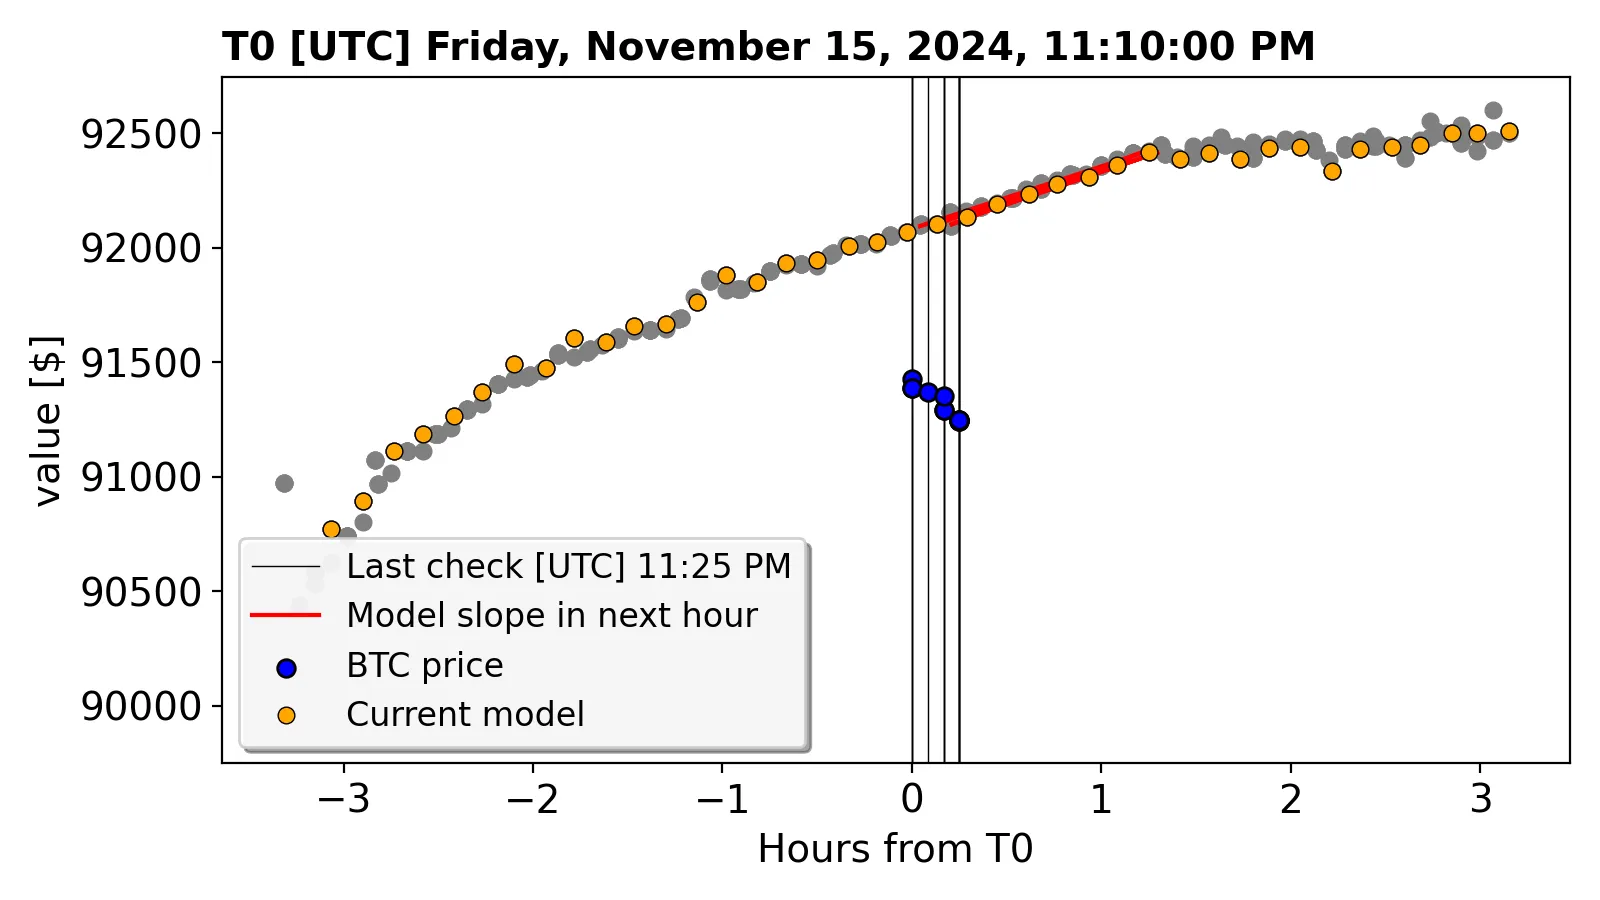 T0 [UTC] Friday, November 15, 2024, 11:10:00 PM
value [$]
92500
92000
91500
91000
90500
90000
Last check [UTC] 11:25 PM
Model slope in next hour
BTC price
Current model
−3 −2 −1 0 1 2 3
Hours from T0